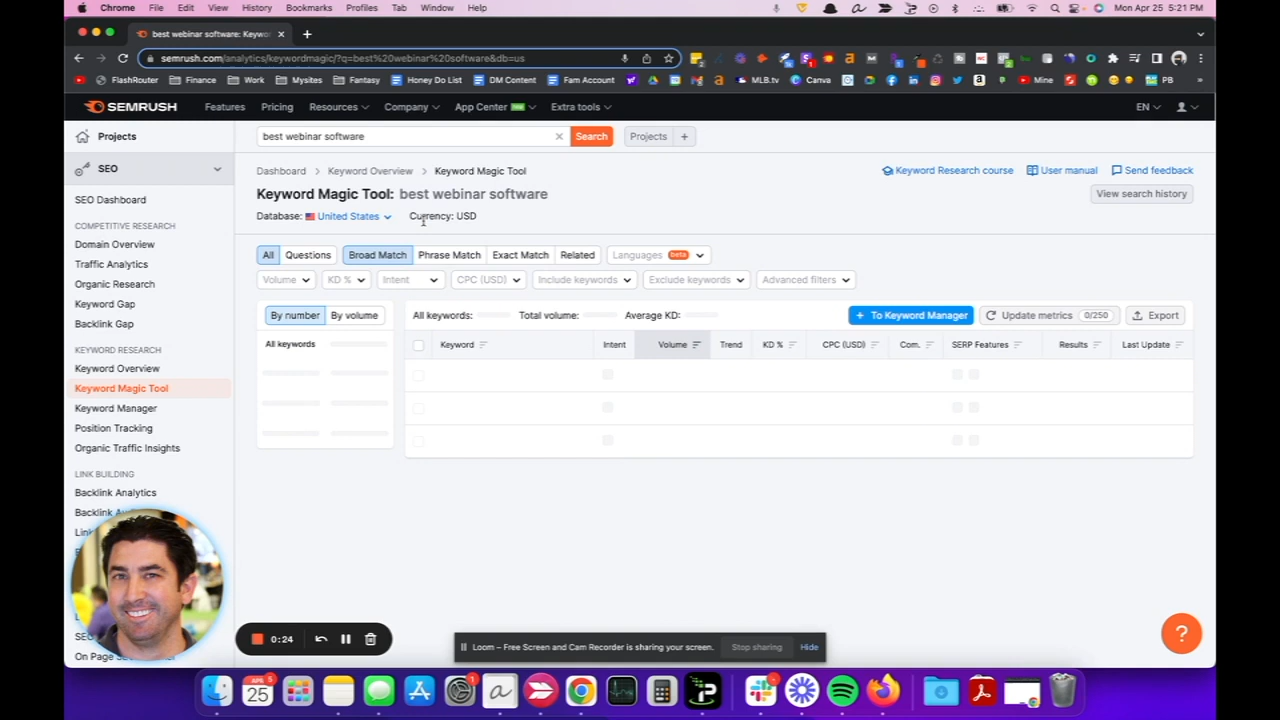 Chrome File Edit View History Bookmarks Profiles Tab Window Help Mon Apr 25 5:21 PM
best webinar software: Keywo
semrush.com/analytics/keywordmagic/?q=best%20webinar%20software&db=us
FlashRouter Finance Work Mysites Fantasy Honey Do List DM Content Fam Account MLB.tv Canva Mine PB
SEMRUSH Features Pricing Resources Company App Center new Extra tools EN
Projects
best webinar software Search Projects +
SEO
Dashboard > Keyword Overview > Keyword Magic Tool
Keyword Research course User manual Send feedback
Keyword Magic Tool: best webinar software
View search history
Database: United States Currency: USD
SEO Dashboard
COMPETITIVE RESEARCH
Domain Overview
Traffic Analytics
Organic Research
Keyword Gap
Backlink Gap
KEYWORD RESEARCH
Keyword Overview
Keyword Magic Tool
Keyword Manager
Position Tracking
Organic Traffic Insights
LINK BUILDING
Backlink Analytics
Backlink Au
Link
SEO
On Page SE
All Questions Broad Match Phrase Match Exact Match Related Languages beta
Volume KD % Intent CPC (USD) Include keywords Exclude keywords Advanced filters
By number By volume
All keywords: Total volume: Average KD:
+ To Keyword Manager Update metrics 0/250 Export
All keywords
Keyword Intent Volume Trend KD % CPC (USD) Com. SERP Features Results Last Update
0:24
Loom – Free Screen and Cam Recorder is sharing your screen. Stop sharing Hide
?
APR
25